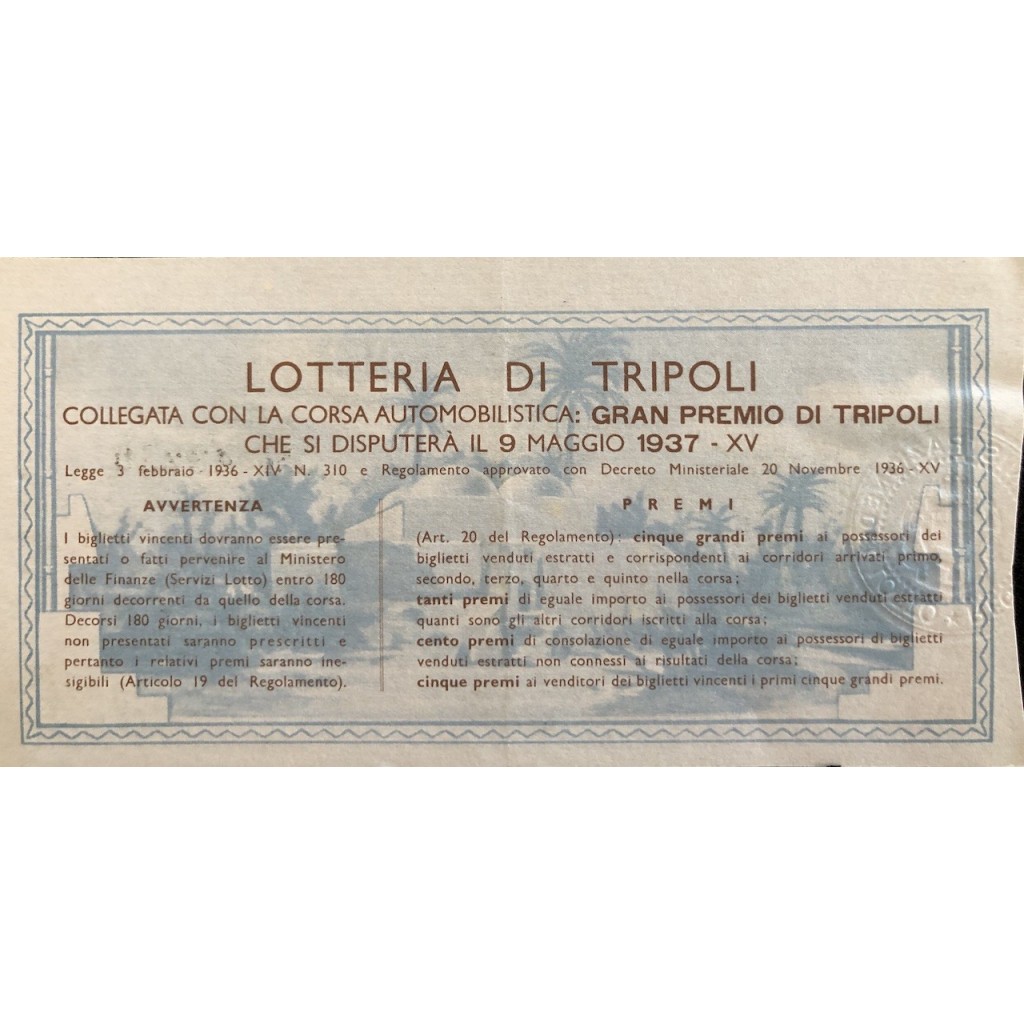 LOTTERIA DI TRIPOLI
COLLEGATA CON LA CORSA AUTOMOBILISTICA: GRAN PREMIO DI TRIPOLI
CHE SI DISPUTERÀ IL 9 MAGGIO 1937 - XV
Legge 3 febbraio 1936 - XIV N. 310 e Regolamento approvato con Decreto Ministeriale 20 Novembre 1936 - XV
AVVERTENZA
I biglietti vincenti dovranno essere pre-
sentati o fatti pervenire al Ministero
delle Finanze (Servizi Lotto) entro 180
giorni decorrenti da quello della corsa.
Decorsi 180 giorni, i biglietti vincenti
non presentati saranno prescritti e
pertanto i relativi premi saranno ine-
sigibili (Articolo 19 del Regolamento).
PREMI
(Art. 20 del Regolamento): cinque grandi premi ai possessori dei
biglietti venduti estratti e corrispondenti ai corridori arrivati primo,
secondo, terzo, quarto e quinto nella corsa;
tanti premi di eguale importo ai possessori dei biglietti venduti estratti
quanti sono gli altri corridori iscritti alla corsa;
cento premi di consolazione di eguale importo ai possessori di biglietti
venduti estratti non connessi ai risultati della corsa;
cinque premi ai venditori dei biglietti vincenti i primi cinque grandi premi.